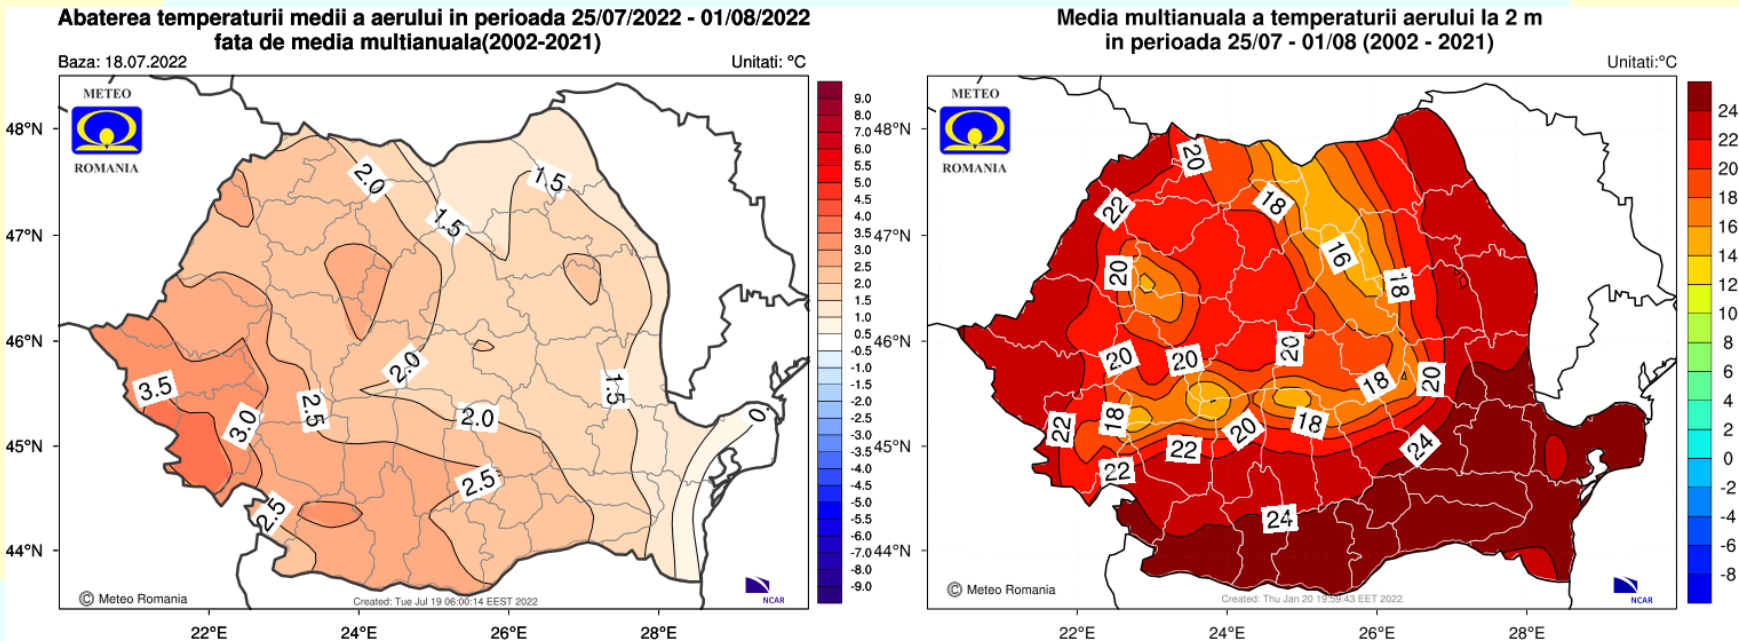 Abaterea temperaturii medii a aerului in perioada 25/07/2022 - 01/08/2022
fata de media multianuala(2002-2021)
Baza: 18.07.2022
Unitati: °C
METEO
ROMANIA
48°N
47°N
46°N
45°N
44°N
2.0
1.5
1.5
2.0
3.5
2.5
3.0
2.0
1.5
0
2.5
2.5
9.0
8.0
7.0
6.0
5.5
5.0
4.5
4.0
3.5
3.0
2.5
2.0
1.5
1.0
0.5
-0.5
-1.0
-1.5
-2.0
-2.5
-3.0
-3.5
-4.0
-4.5
-5.0
-5.5
-6.0
-7.0
-8.0
-9.0
© Meteo Romania
Created: Tue Jul 19 06:00:14 EEST 2022
NCAR
22°E
24°E
26°E
28°E
Media multianuala a temperaturii aerului la 2 m
in perioada 25/07 - 01/08 (2002 - 2021)
Unitati:°C
METEO
ROMANIA
48°N
47°N
46°N
45°N
44°N
20
22
18
16
20
18
20
20
20
18
20
22
18
20
18
22
24
22
24
24
22
20
18
16
14
12
10
8
6
4
2
0
-2
-4
-6
-8
© Meteo Romania
Created: Thu Jan 20 19:59:43 EET 2022
NCAR
22°E
24°E
26°E
28°E